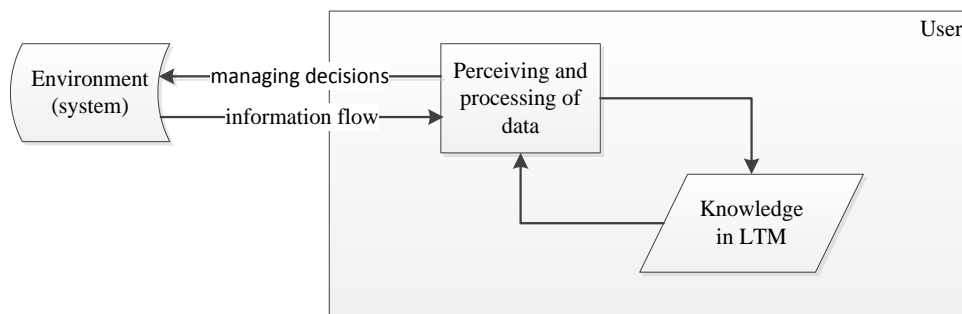 User
Environment
(system)
managing decisions
information flow
Perceiving and
processing of
data
Knowledge
in LTM